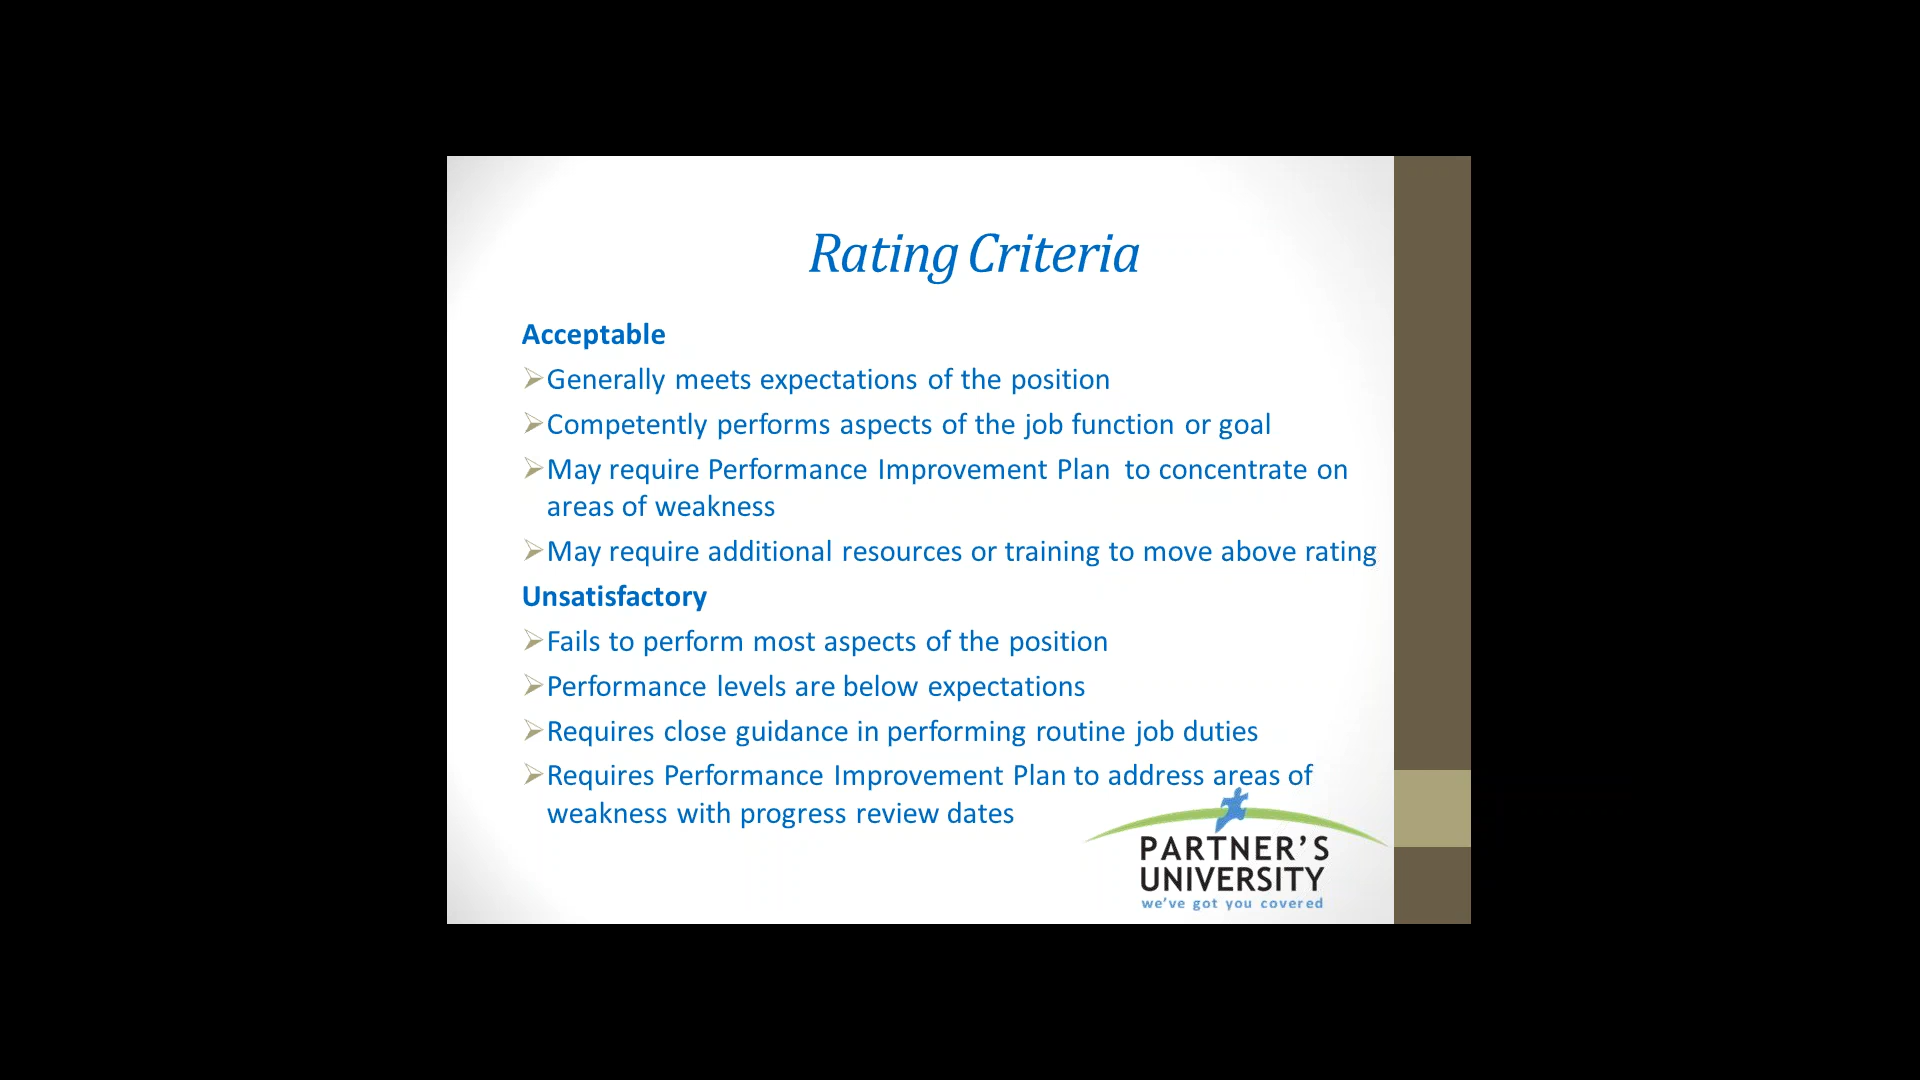 Rating Criteria
Acceptable
Generally meets expectations of the position
Competently performs aspects of the job function or goal
May require Performance Improvement Plan to concentrate on
areas of weakness
May require additional resources or training to move above rating
Unsatisfactory
Fails to perform most aspects of the position
Performance levels are below expectations
Requires close guidance in performing routine job duties
Requires Performance Improvement Plan to address areas of
weakness with progress review dates
PARTNER'S
UNIVERSITY
we've got you covered